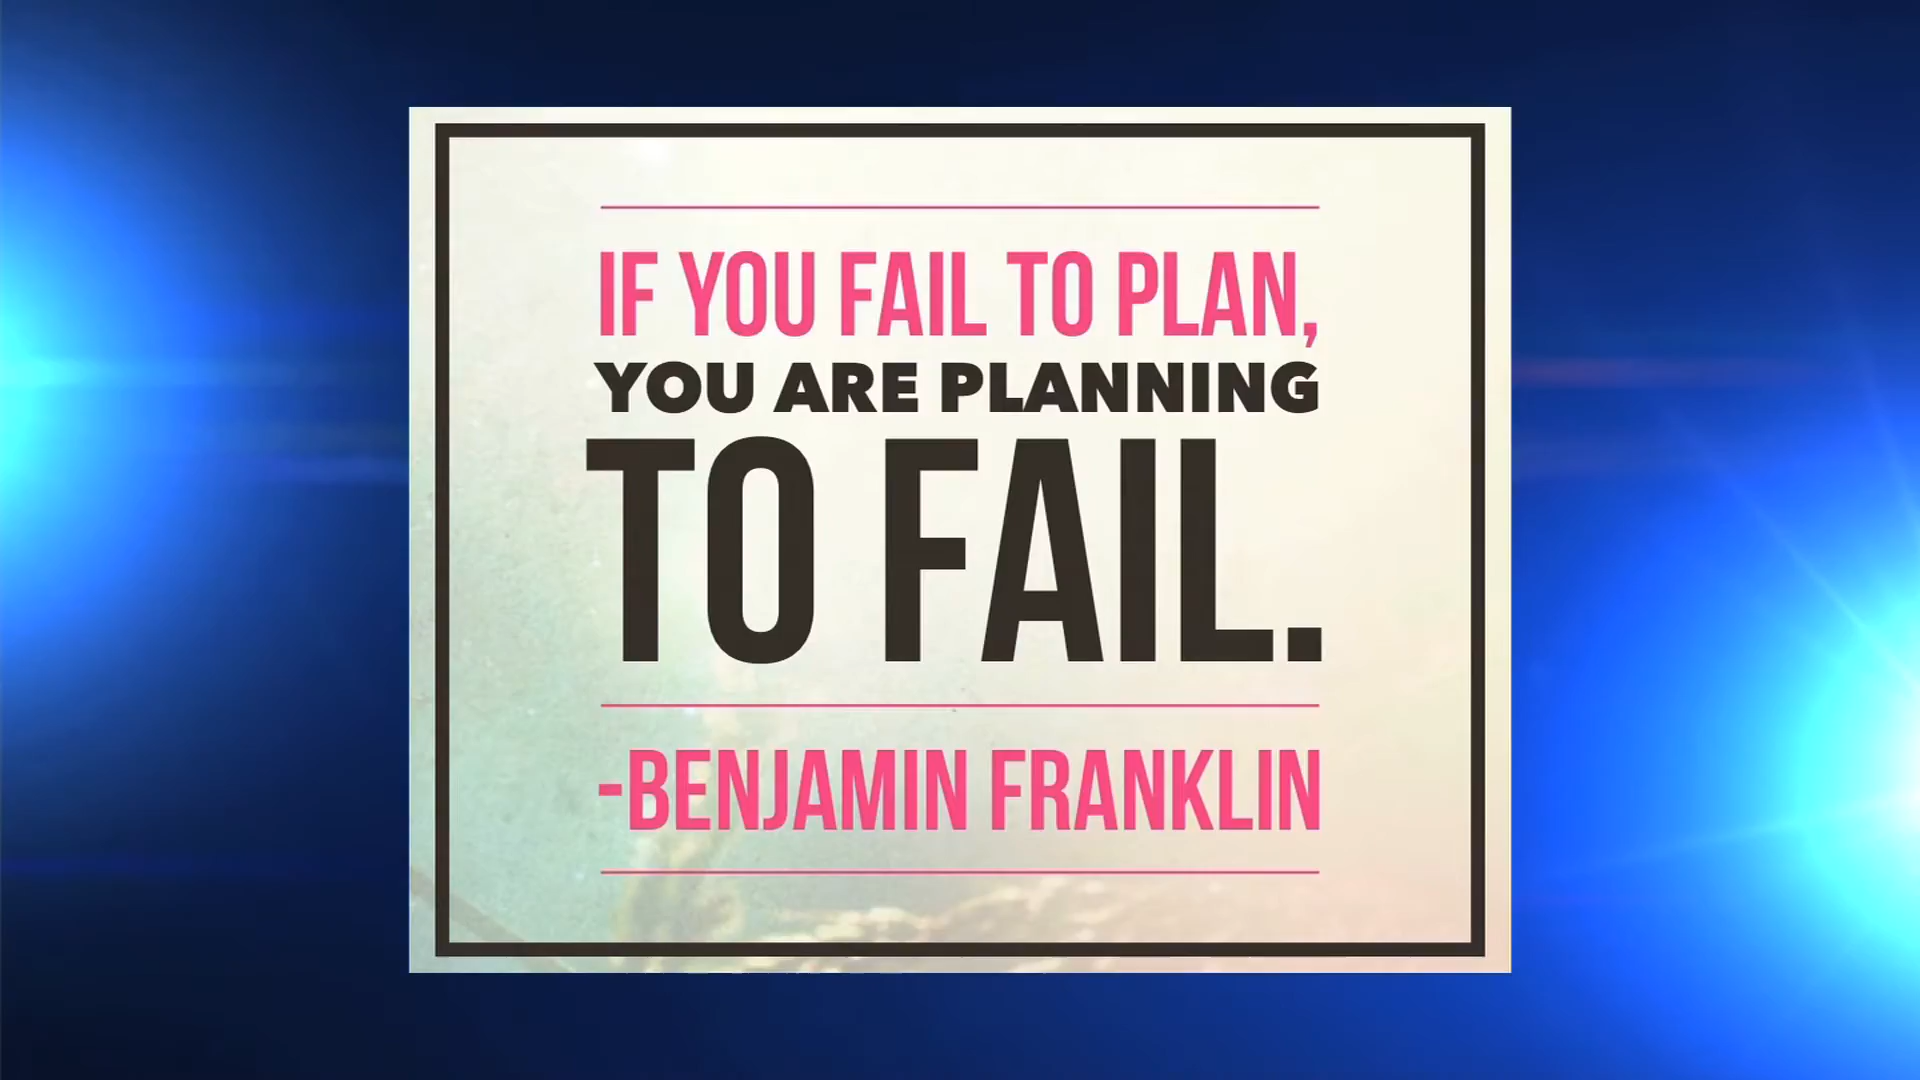 IF YOU FAIL TO PLAN,
YOU ARE PLANNING
TO FAIL.
-BENJAMIN FRANKLIN